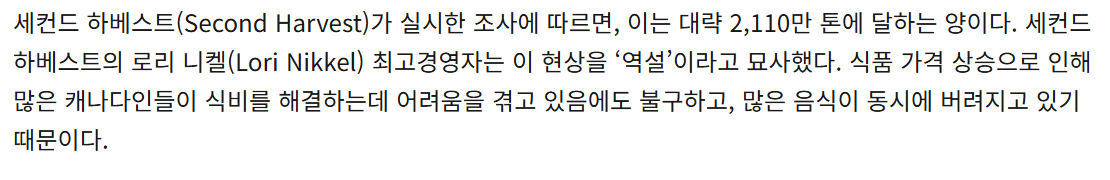 세컨드 하베스트(Second Harvest)가 실시한 조사에 따르면, 이는 대략 2,110만 톤에 달하는 양이다. 세컨드
하베스트의 로리 니켈(Lori Nikkel) 최고경영자는 이 현상을 ‘역설’이라고 묘사했다. 식품 가격 상승으로 인해
많은 캐나다인들이 식비를 해결하는데 어려움을 겪고 있음에도 불구하고, 많은 음식이 동시에 버려지고 있기
때문이다.